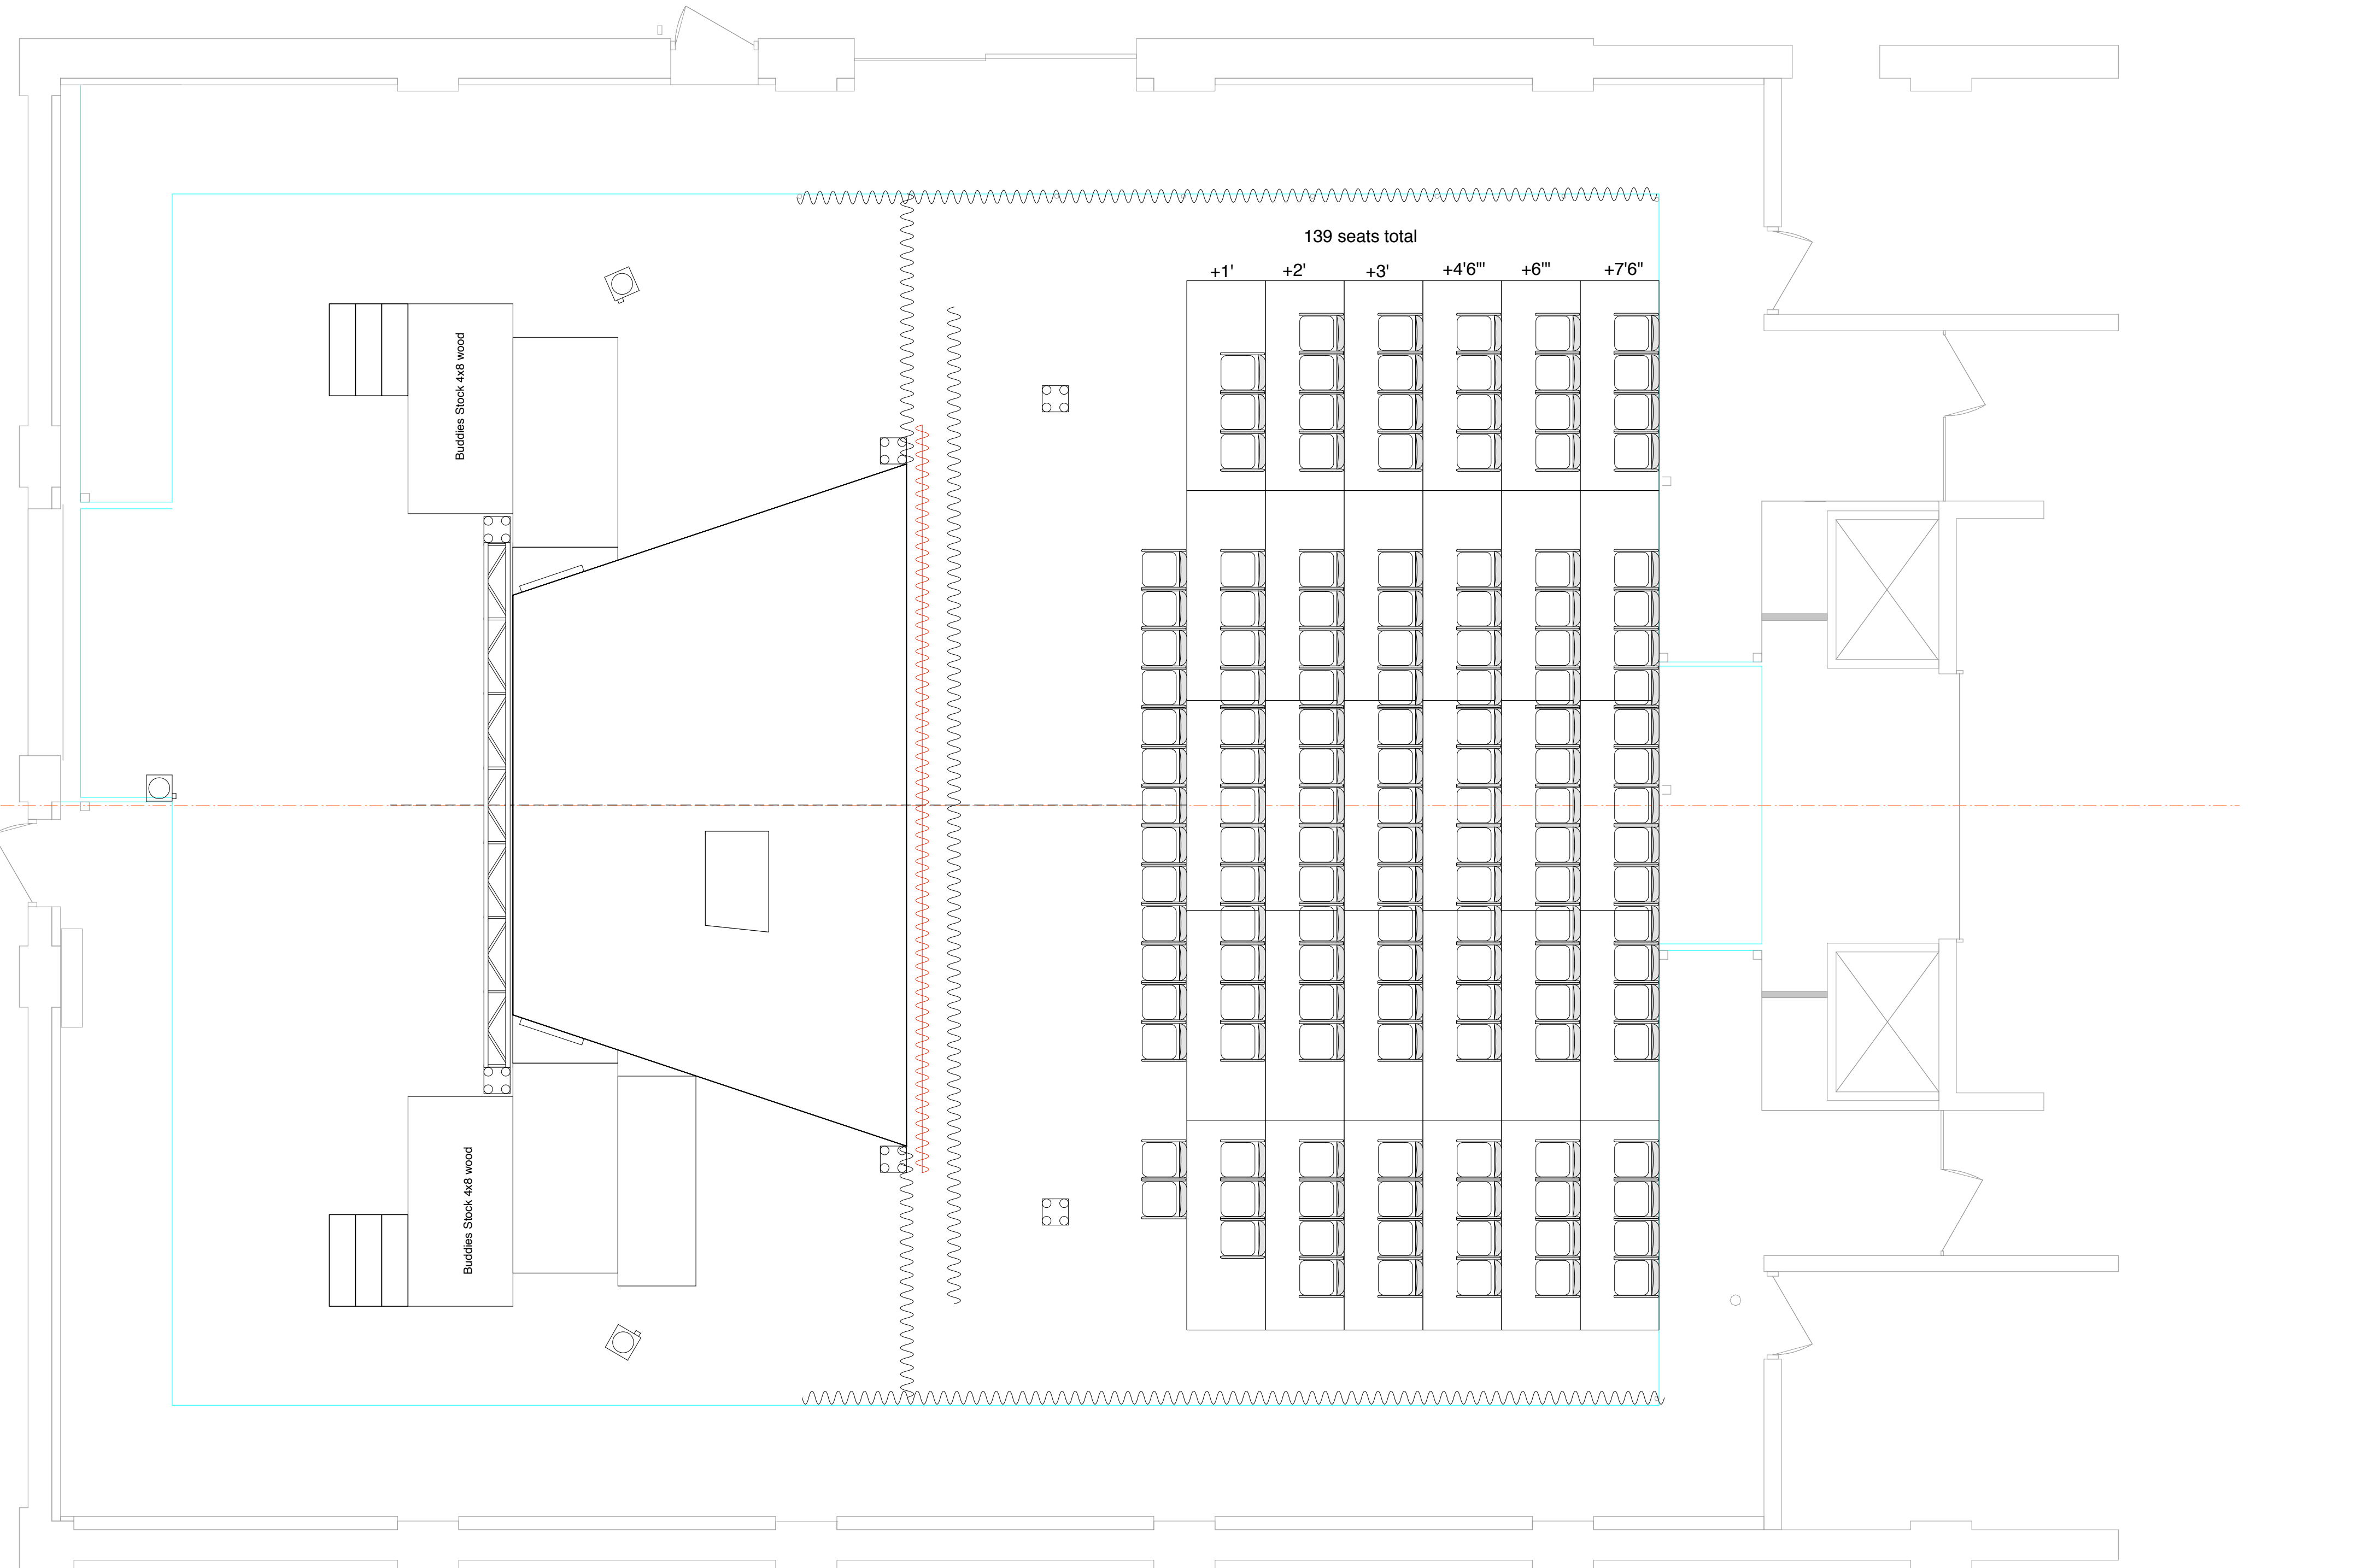 139 seats total
+1'
+2'
+3'
+4'6"'
+6'"
+7'6"
Buddies Stock 4x8 wood
Buddies Stock 4x8 wood